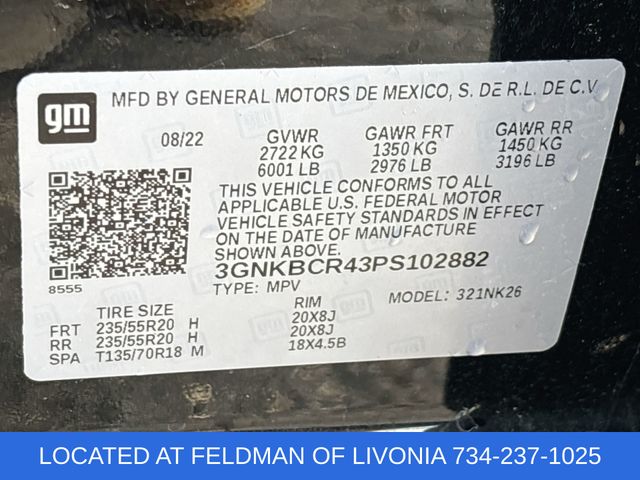 gm
MFD BY GENERAL MOTORS DE MEXICO, S. DE R.L. DE C.V
08/22 GVWR GAWR FRT GAWR RR
2722 KG 1350 KG 1450 KG
6001 LB 2976 LB 3196 LB
THIS VEHICLE CONFORMS TO ALL
APPLICABLE U.S. FEDERAL MOTOR
VEHICLE SAFETY STANDARDS IN EFFECT
ON THE DATE OF MANUFACTURE
SHOWN ABOVE.
3GNKBCR43PS102882
8555 TYPE: MPV MODEL: 321NK26
TIRE SIZE RIM
FRT 235/55R20 H 20X8J
RR 235/55R20 H 20X8J
SPA T135/70R18 M 18X4.5B
LOCATED AT FELDMAN OF LIVONIA 734-237-1025